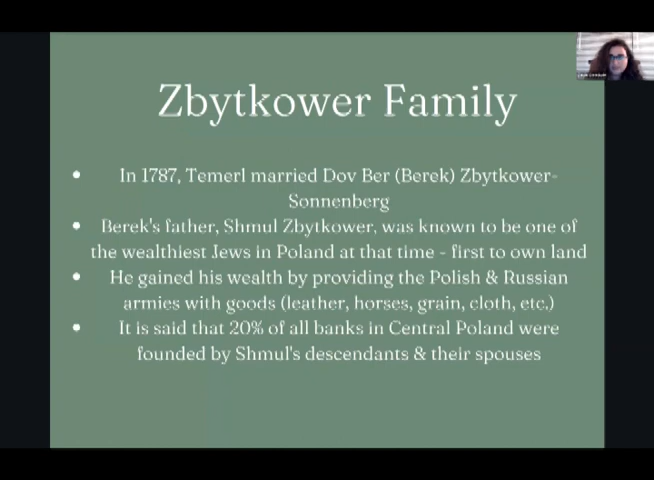 Zbytkower Family
• In 1787, Temerl married Dov Ber (Berek) Zbytkower-
Sonnenberg
• Berek's father, Shmul Zbytkower, was known to be one of
the wealthiest Jews in Poland at that time - first to own land
• He gained his wealth by providing the Polish & Russian
armies with goods (leather, horses, grain, cloth, etc.)
• It is said that 20% of all banks in Central Poland were
founded by Shmul's descendants & their spouses